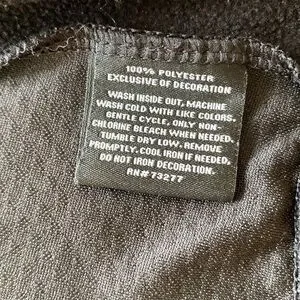 100% POLYESTER
EXCLUSIVE OF DECORATION
WASH INSIDE OUT, MACHINE
WASH COLD WITH LIKE COLORS.
GENTLE CYCLE, ONLY NON-
CHLORINE BLEACH WHEN NEEDED.
TUMBLE DRY LOW. REMOVE
PROMPTLY. COOL IRON IF NEEDED.
DO NOT IRON DECORATION.
RN#73277